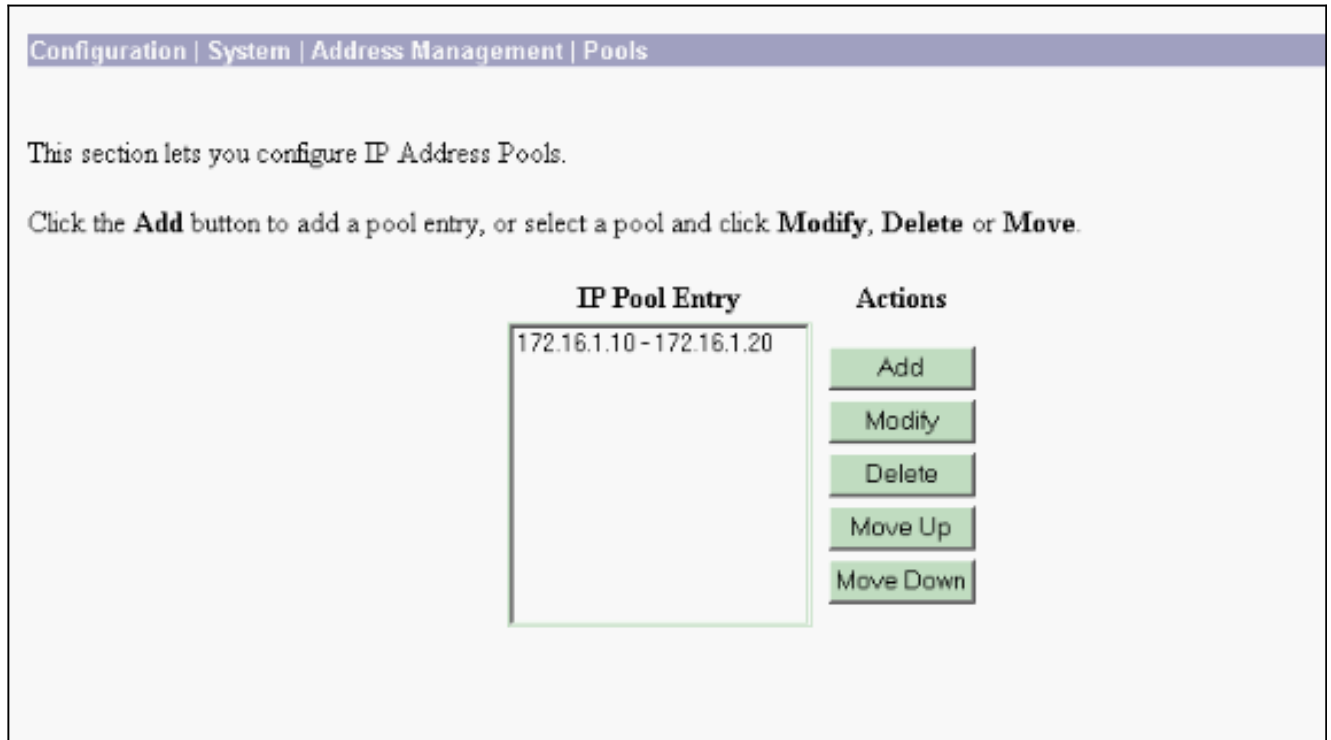 Configuration | System | Address Management | Pools
This section lets you configure IP Address Pools.
Click the Add button to add a pool entry, or select a pool and click Modify, Delete or Move.
IP Pool Entry
Actions
172.16.1.10 - 172.16.1.20
Add
Modify
Delete
Move Up
Move Down